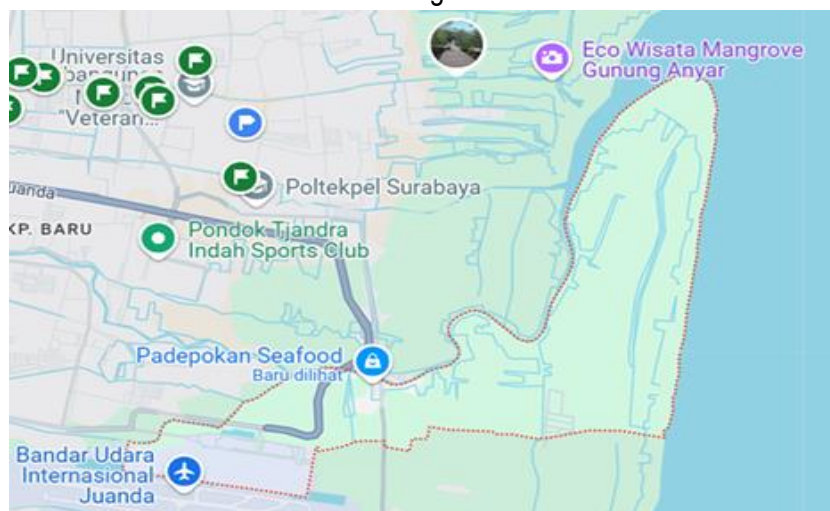 Universitas
"Veteran...
Eco Wisata Mangrove
Gunung Anyar
Poltekpel Surabaya
uanda
KP. BARU
Pondok Tjandra
Indah Sports Club
Padepokan Seafood
Baru dilihat
Bandar Udara
Internasional
Juanda